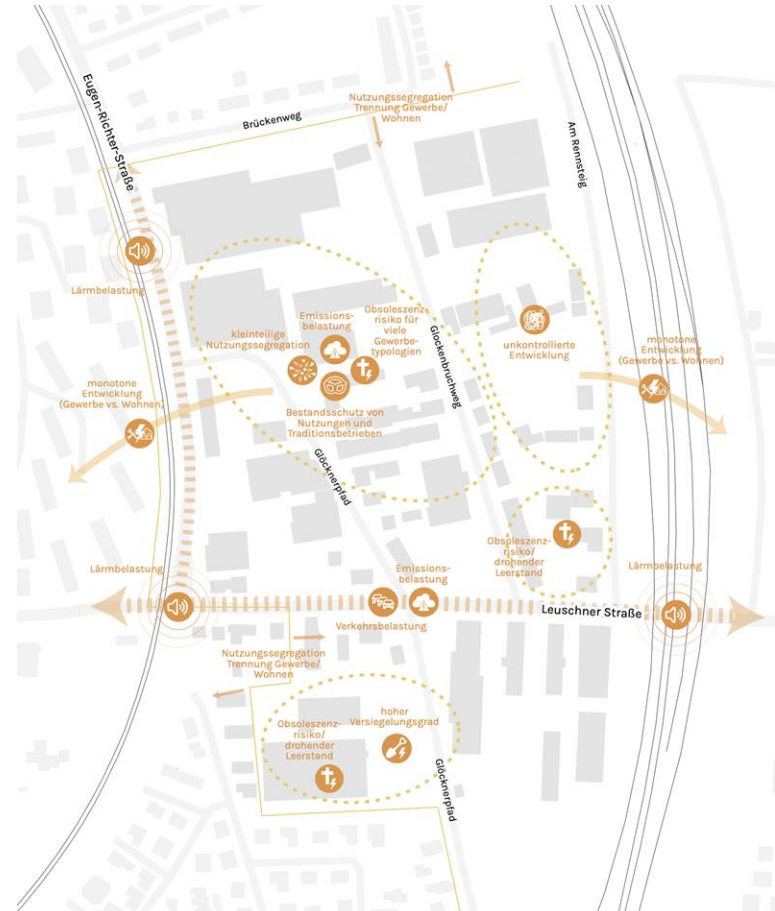 Eugen-Richter-Straße
Brückenweg
Nutzungssegregation
Trennung Gewerbe/
Wohnen
Am Rennsteig
Lärmbelastung
kleinteilige
Nutzungssegregation
Emissions-
belastung
Obsoleszenz-
risiko für
viele
Gewerbe-
typologien
Glockenbruchweg
unkontrollierte
Entwicklung
monotone
Entwicklung
(Gewerbe vs. Wohnen)
monotone
Entwicklung
(Gewerbe vs. Wohnen)
Bestandsschutz von
Nutzungen und
Traditionsbetrieben
Glöcknerpfad
Obsoleszenz-
risiko/
drohender
Leerstand
Lärmbelastung
Emissions-
belastung
Lärmbelastung
Leuschner Straße
Verkehrsbelastung
Nutzungssegregation
Trennung Gewerbe/
Wohnen
hoher
Versiegelungsgrad
Obsoleszenz-
risiko/
drohender
Leerstand
Glöcknerpfad